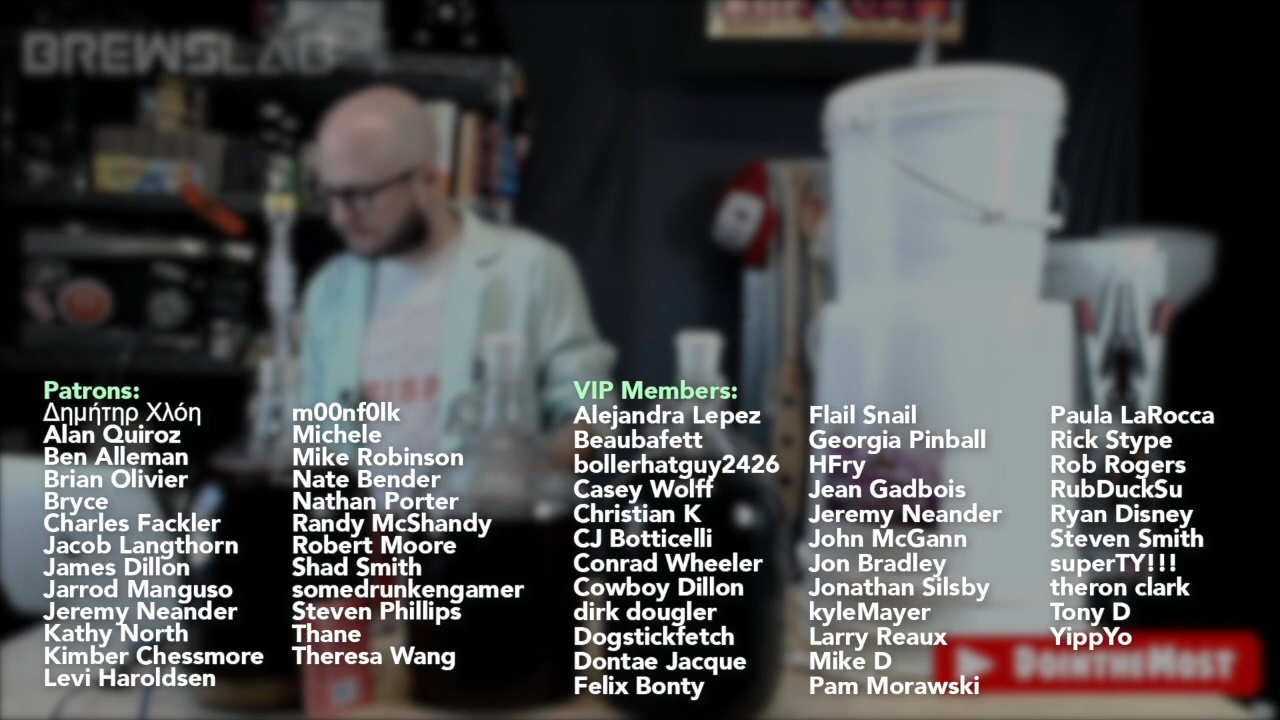 BREWSLAB
Patrons:
Δημήτηρ Χλόη
Alan Quiroz
Ben Alleman
Brian Olivier
Bryce
Charles Fackler
Jacob Langthorn
James Dillon
Jarrod Manguso
Jeremy Neander
Kathy North
Kimber Chessmore
Levi Haroldsen
m00nf0lk
Michele
Mike Robinson
Nate Bender
Nathan Porter
Randy McShandy
Robert Moore
Shad Smith
somedrunkengamer
Steven Phillips
Thane
Theresa Wang
VIP Members:
Alejandra Lepez
Beaubafett
bollerhatguy2426
Casey Wolff
Christian K
CJ Botticelli
Conrad Wheeler
Cowboy Dillon
dirk dougler
Dogstickfetch
Dontae Jacque
Felix Bonty
Flail Snail
Georgia Pinball
HFry
Jean Gadbois
Jeremy Neander
John McGann
Jon Bradley
Jonathan Silsby
kyleMayer
Larry Reaux
Mike D
Pam Morawski
Paula LaRocca
Rick Stype
Rob Rogers
RubDuckSu
Ryan Disney
Steven Smith
superTY!!!
theron clark
Tony D
YippYo
DOINTHEMOST